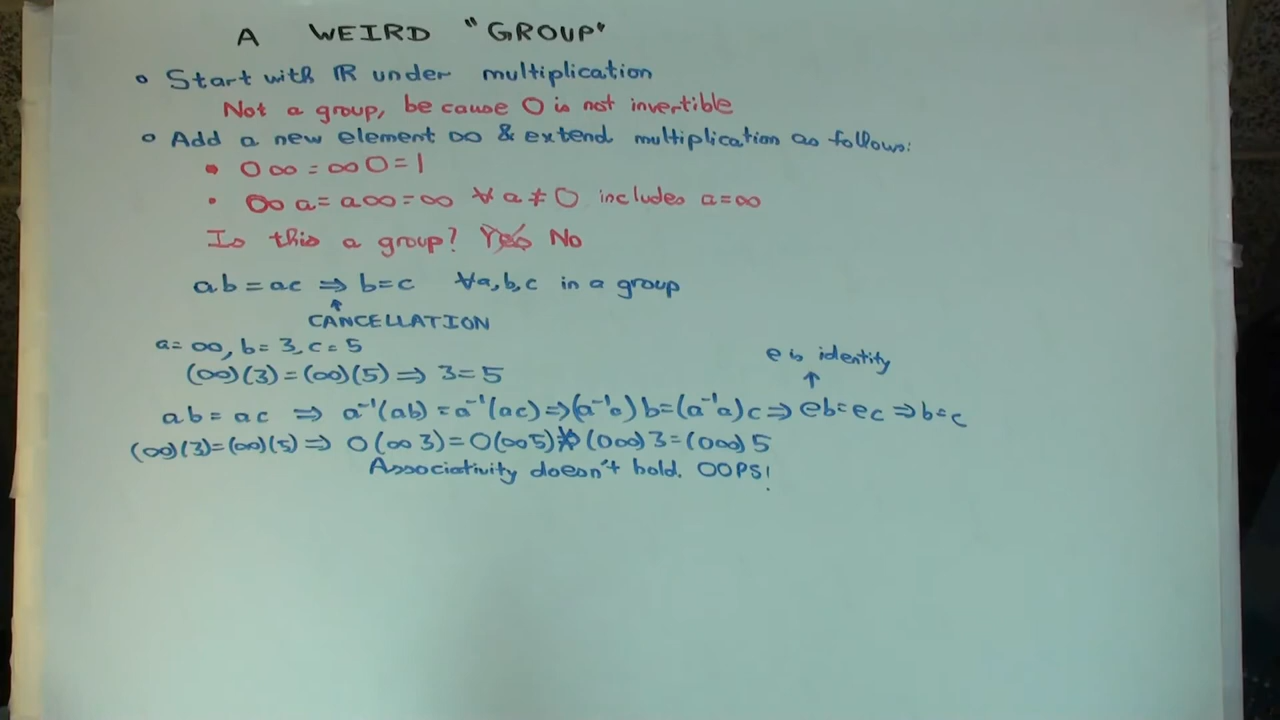 A WEIRD "GROUP"
∘ Start with ℝ under multiplication
Not a group, because 0 is not invertible
∘ Add a new element ∞ & extend multiplication as follows:
• 0∞ = ∞0 = 1
• ∞a = a∞ = ∞ ∀ a ≠ 0 includes a = ∞
Is this a group? Yes No
ab = ac ⇒ b = c ∀a,b,c in a group
↑
CANCELLATION
a = ∞, b = 3, c = 5
(∞)(3) = (∞)(5) ⇒ 3 = 5
e is identity
↑
ab = ac ⇒ a⁻¹(ab) = a⁻¹(ac) ⇒ (a⁻¹a)b = (a⁻¹a)c ⇒ eb = ec ⇒ b = c
(∞)(3) = (∞)(5) ⇒ 0(∞3) = 0(∞5) ⇏ (0∞)3 = (0∞)5
Associativity doesn't hold. OOPS!